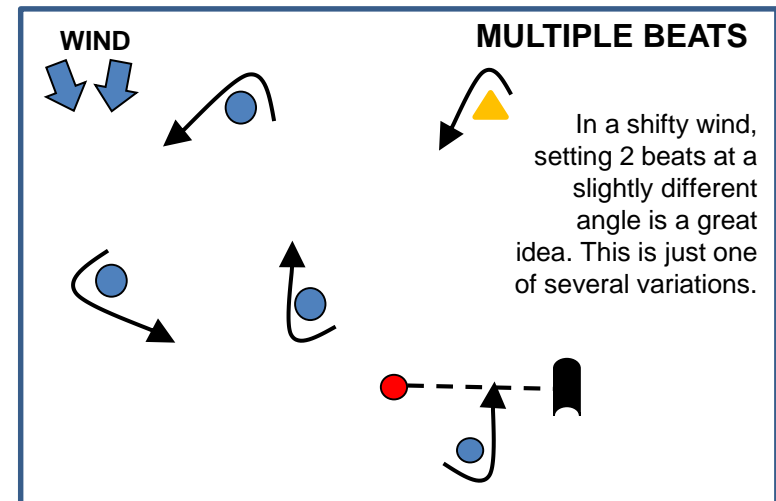 WIND
MULTIPLE BEATS
In a shifty wind,
setting 2 beats at a
slightly different
angle is a great
idea. This is just one
of several variations.